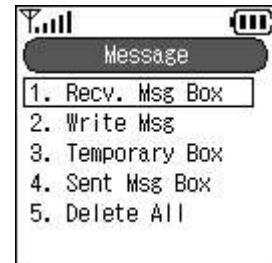 Message
1. Recv. Msg Box
2. Write Msg
3. Temporary Box
4. Sent Msg Box
5. Delete All